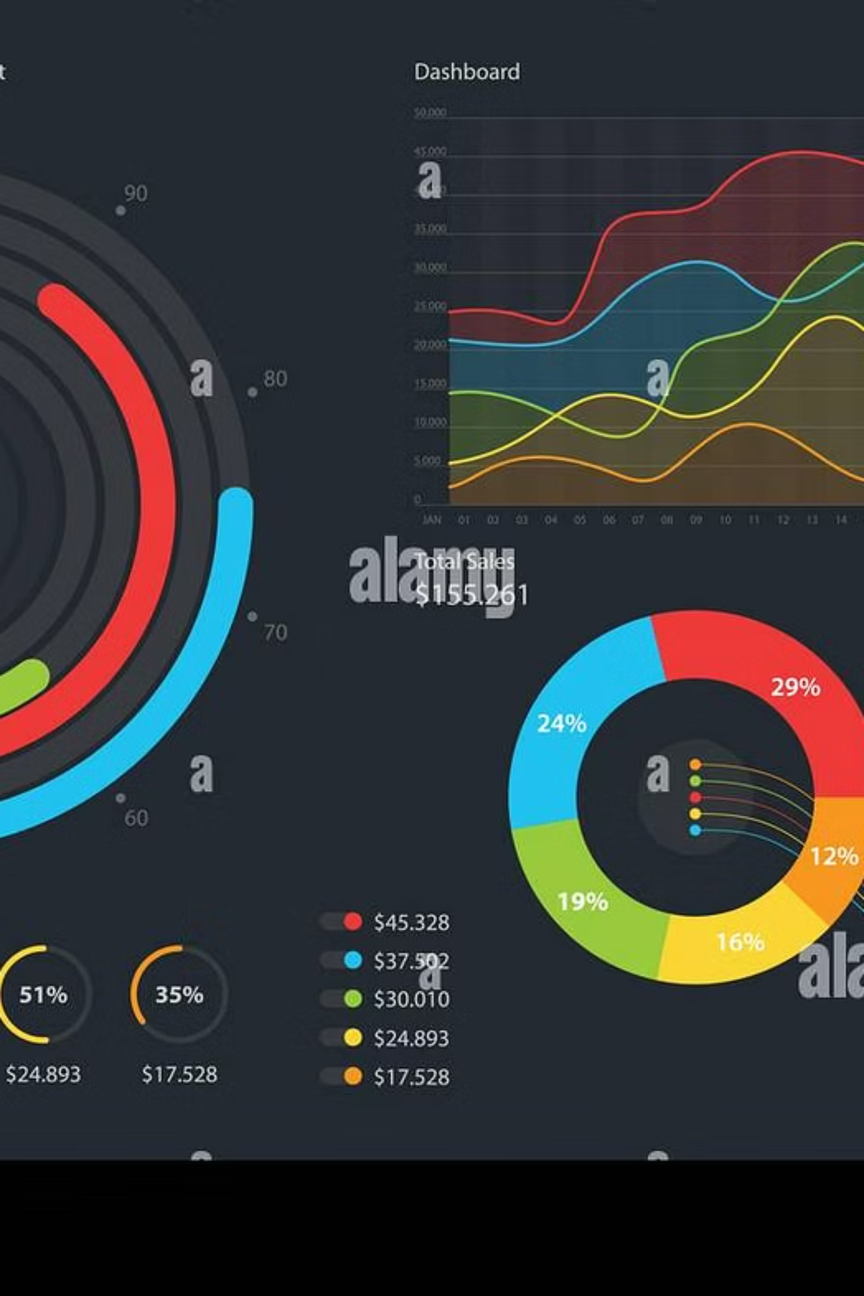 t
Dashboard
50,000
45,000
35,000
30,000
25,000
20,000
15,000
10,000
5,000
0
JAN 01 02 03 04 05 06 07 08 09 10 11 12 13 14
90
80
70
60
Total Sales
$155.261
29%
24%
12%
19%
16%
51%
$24.893
35%
$17.528
$45.328
$37.502
$30.010
$24.893
$17.528
a
a
a
alamy
a
a
a
ala
a
a